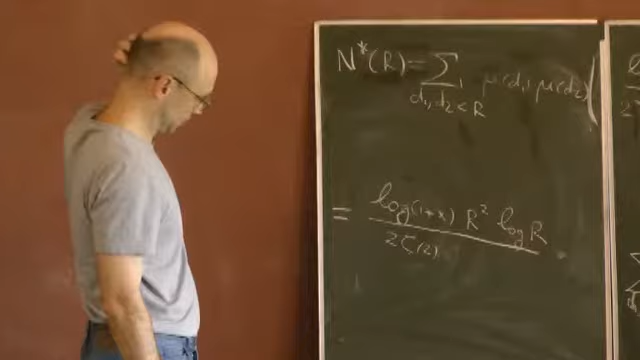 N*(R) = ∑ μ(d₁) μ(d₂) (
d₁, d₂ < R
= log(1+x) R² log R
2ζ(2)